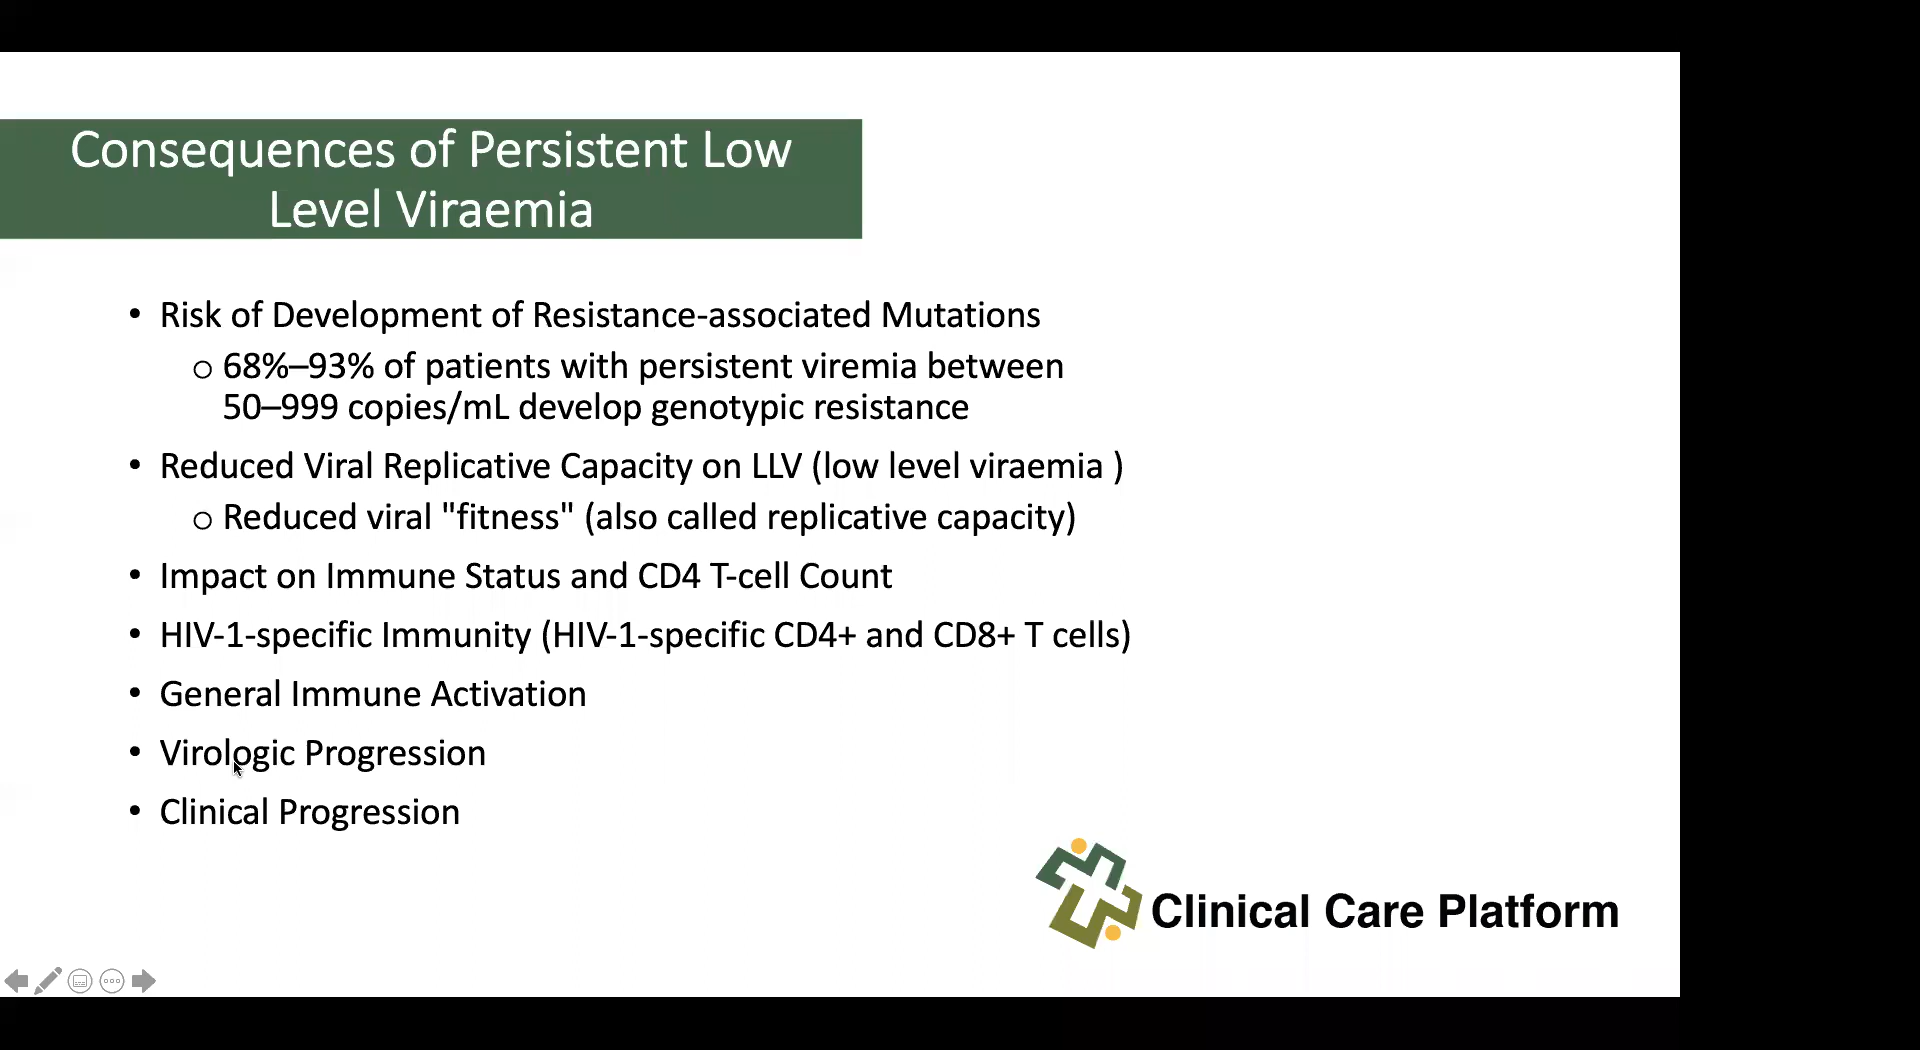 Consequences of Persistent Low
Level Viraemia
• Risk of Development of Resistance-associated Mutations
o 68%–93% of patients with persistent viremia between
50–999 copies/mL develop genotypic resistance
• Reduced Viral Replicative Capacity on LLV (low level viraemia )
o Reduced viral "fitness" (also called replicative capacity)
• Impact on Immune Status and CD4 T-cell Count
• HIV-1-specific Immunity (HIV-1-specific CD4+ and CD8+ T cells)
• General Immune Activation
• Virologic Progression
• Clinical Progression
Clinical Care Platform